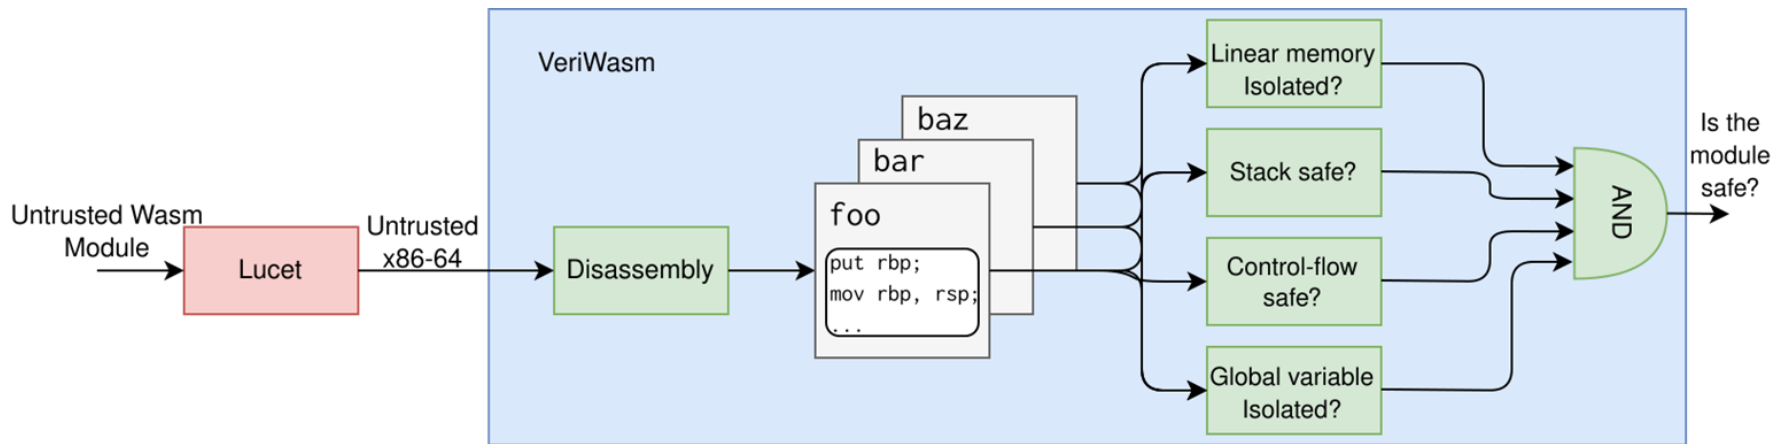 VeriWasm
Untrusted Wasm
Module
Lucet
Untrusted
x86-64
Disassembly
baz
bar
foo
put rbp;
mov rbp, rsp;
...
Linear memory
Isolated?
Stack safe?
Control-flow
safe?
Global variable
Isolated?
AND
Is the
module
safe?